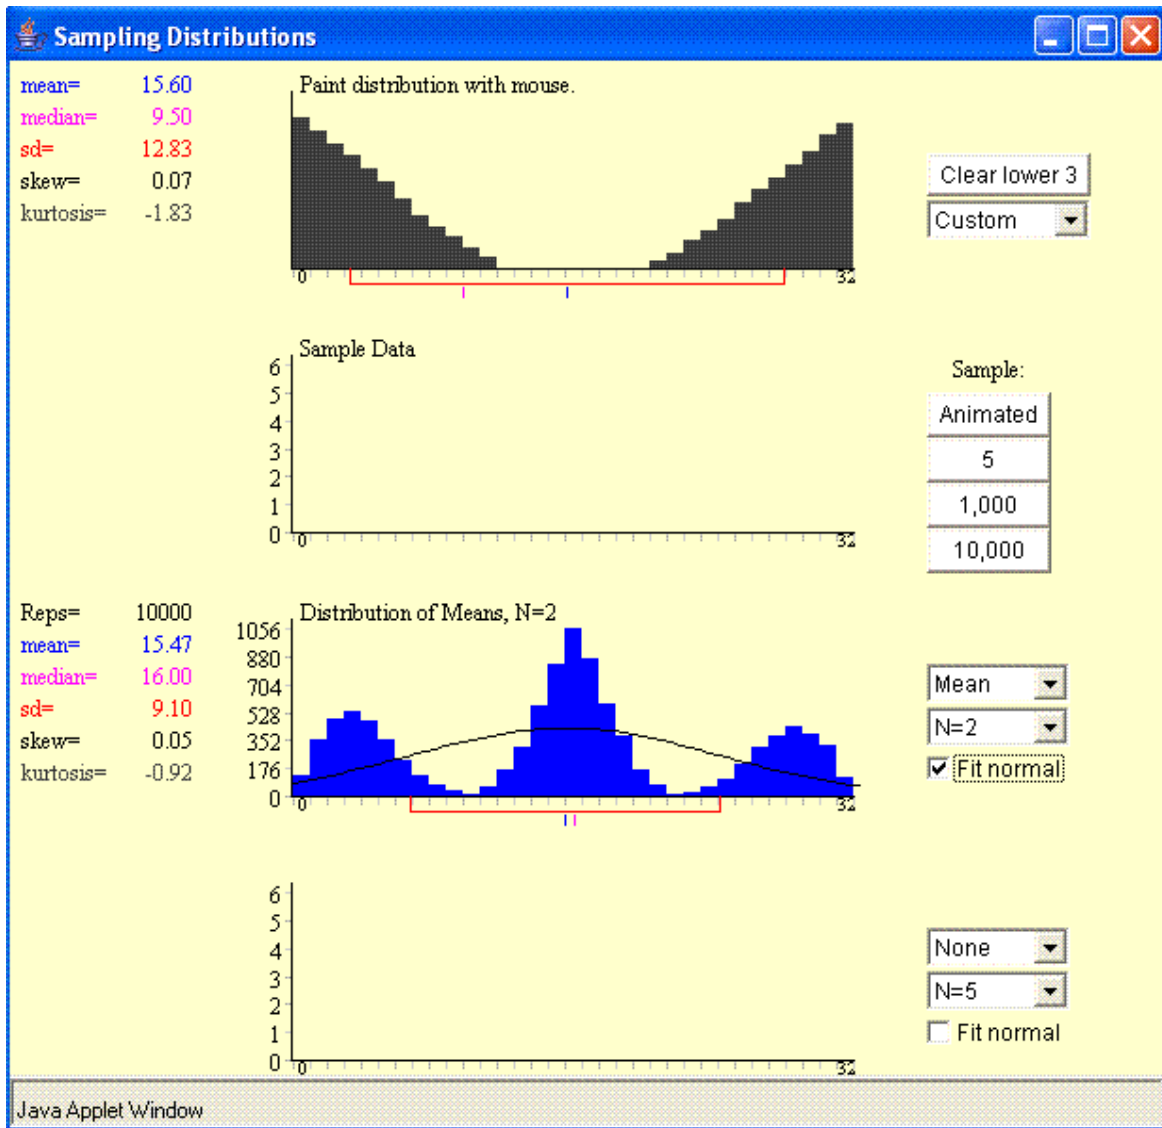 Sampling Distributions
mean= 15.60
median= 9.50
sd= 12.83
skew= 0.07
kurtosis= -1.83
Paint distribution with mouse.
0 32
Clear lower 3
Custom
Sample Data
6
5
4
3
2
1
0
0 32
Sample:
Animated
5
1,000
10,000
Reps= 10000
mean= 15.47
median= 16.00
sd= 9.10
skew= 0.05
kurtosis= -0.92
Distribution of Means, N=2
1056
880
704
528
352
176
0
0 32
Mean
N=2
Fit normal
6
5
4
3
2
1
0
0 32
None
N=5
Fit normal
Java Applet Window